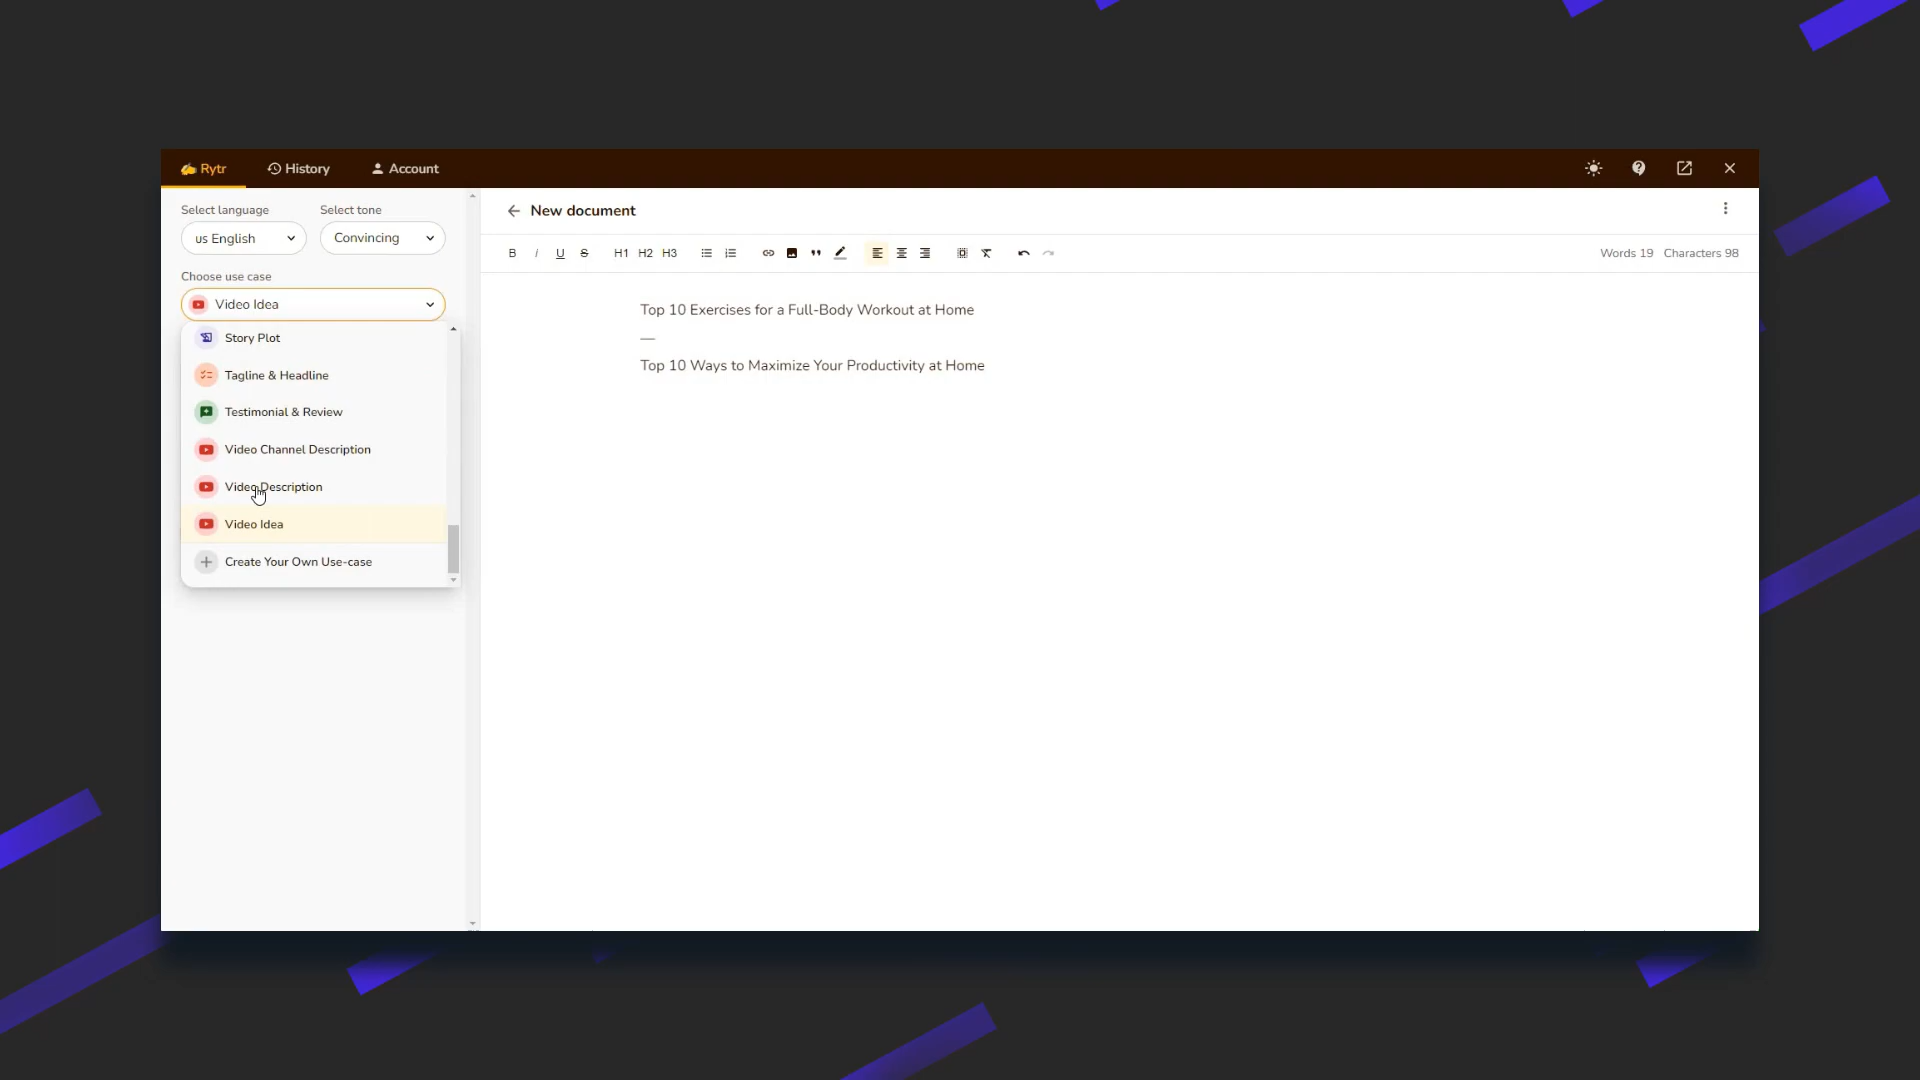 Rytr
History
Account
Select language
Select tone
us English
Convincing
Choose use case
Video Idea
Story Plot
Tagline & Headline
Testimonial & Review
Video Channel Description
Video Description
Video Idea
Create Your Own Use-case
New document
B i U S H1 H2 H3
Words 19 Characters 98
Top 10 Exercises for a Full-Body Workout at Home
—
Top 10 Ways to Maximize Your Productivity at Home